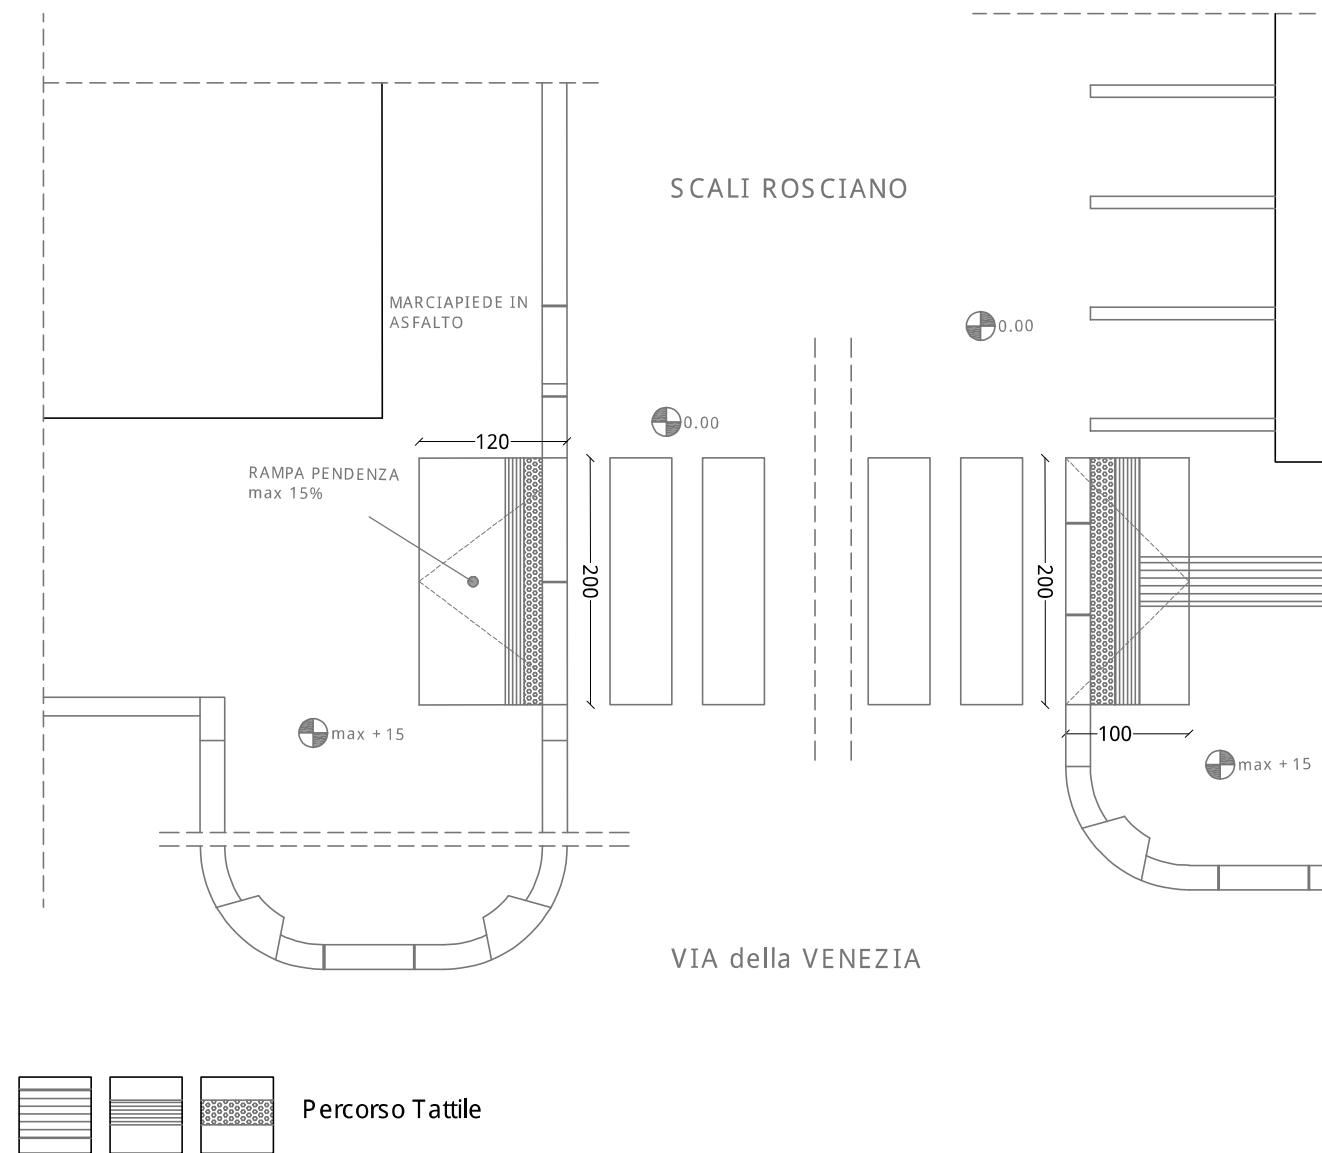 SCALI ROSCIANO
MARCIAPIEDE IN
ASFALTO
0.00
0.00
120
RAMPA PENDENZA
max 15%
200
200
max +15
100
max +15
VIA della VENEZIA
Percorso Tattile